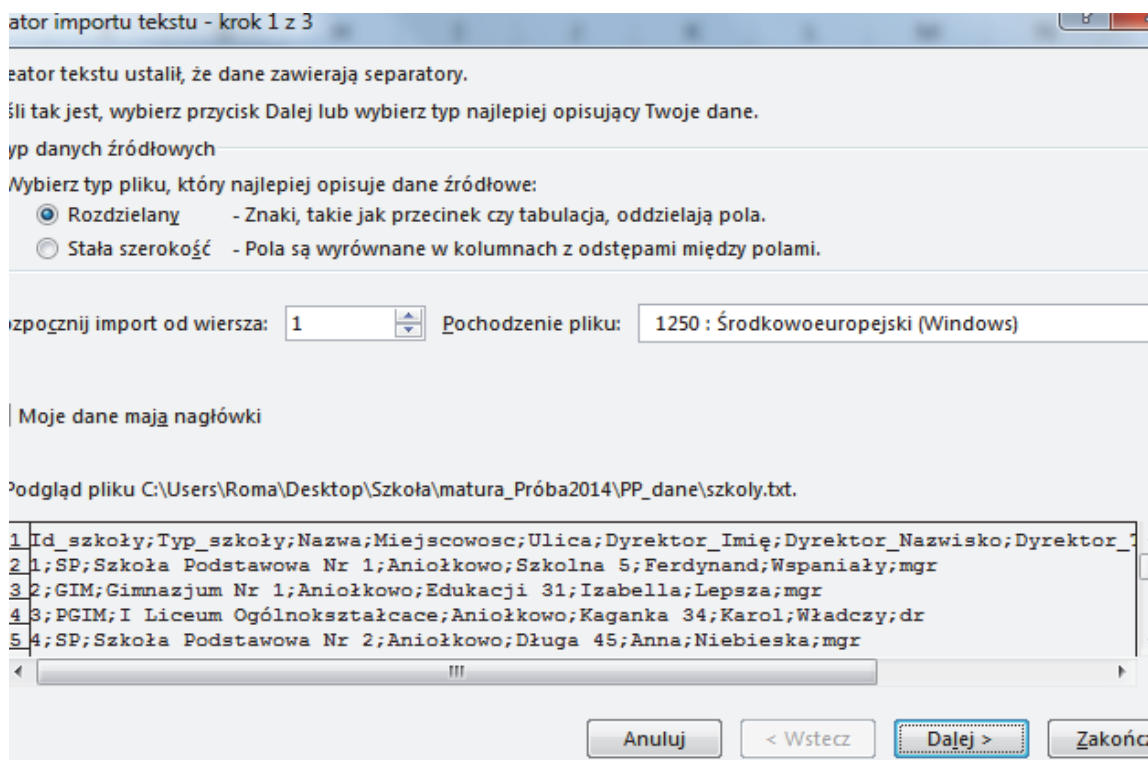 ator importu tekstu - krok 1 z 3
eator tekstu ustalił, że dane zawierają separatory.
śli tak jest, wybierz przycisk Dalej lub wybierz typ najlepiej opisujący Twoje dane.
yp danych źródłowych
Wybierz typ pliku, który najlepiej opisuje dane źródłowe:
Rozdzielany - Znaki, takie jak przecinek czy tabulacja, oddzielają pola.
Stała szerokość - Pola są wyrównane w kolumnach z odstępami między polami.
ozpocznij import od wiersza: 1 Pochodzenie pliku: 1250 : Środkowoeuropejski (Windows)
Moje dane mają nagłówki
Podgląd pliku C:\Users\Roma\Desktop\Szkoła\matura_Próba2014\PP_dane\szkoly.txt.
1 Id_szkoły;Typ_szkoły;Nazwa;Miejscowosc;Ulica;Dyrektor_Imię;Dyrektor_Nazwisko;Dyrektor_T
2 1;SP;Szkoła Podstawowa Nr 1;Aniołkowo;Szkolna 5;Ferdynand;Wspaniały;mgr
3 2;GIM;Gimnazjum Nr 1;Aniołkowo;Edukacji 31;Izabella;Lepsza;mgr
4 3;PGIM;I Liceum Ogólnokształcace;Aniołkowo;Kaganka 34;Karol;Władczy;dr
5 4;SP;Szkoła Podstawowa Nr 2;Aniołkowo;Długa 45;Anna;Niebieska;mgr
Anuluj < Wstecz Dalej > Zakończ